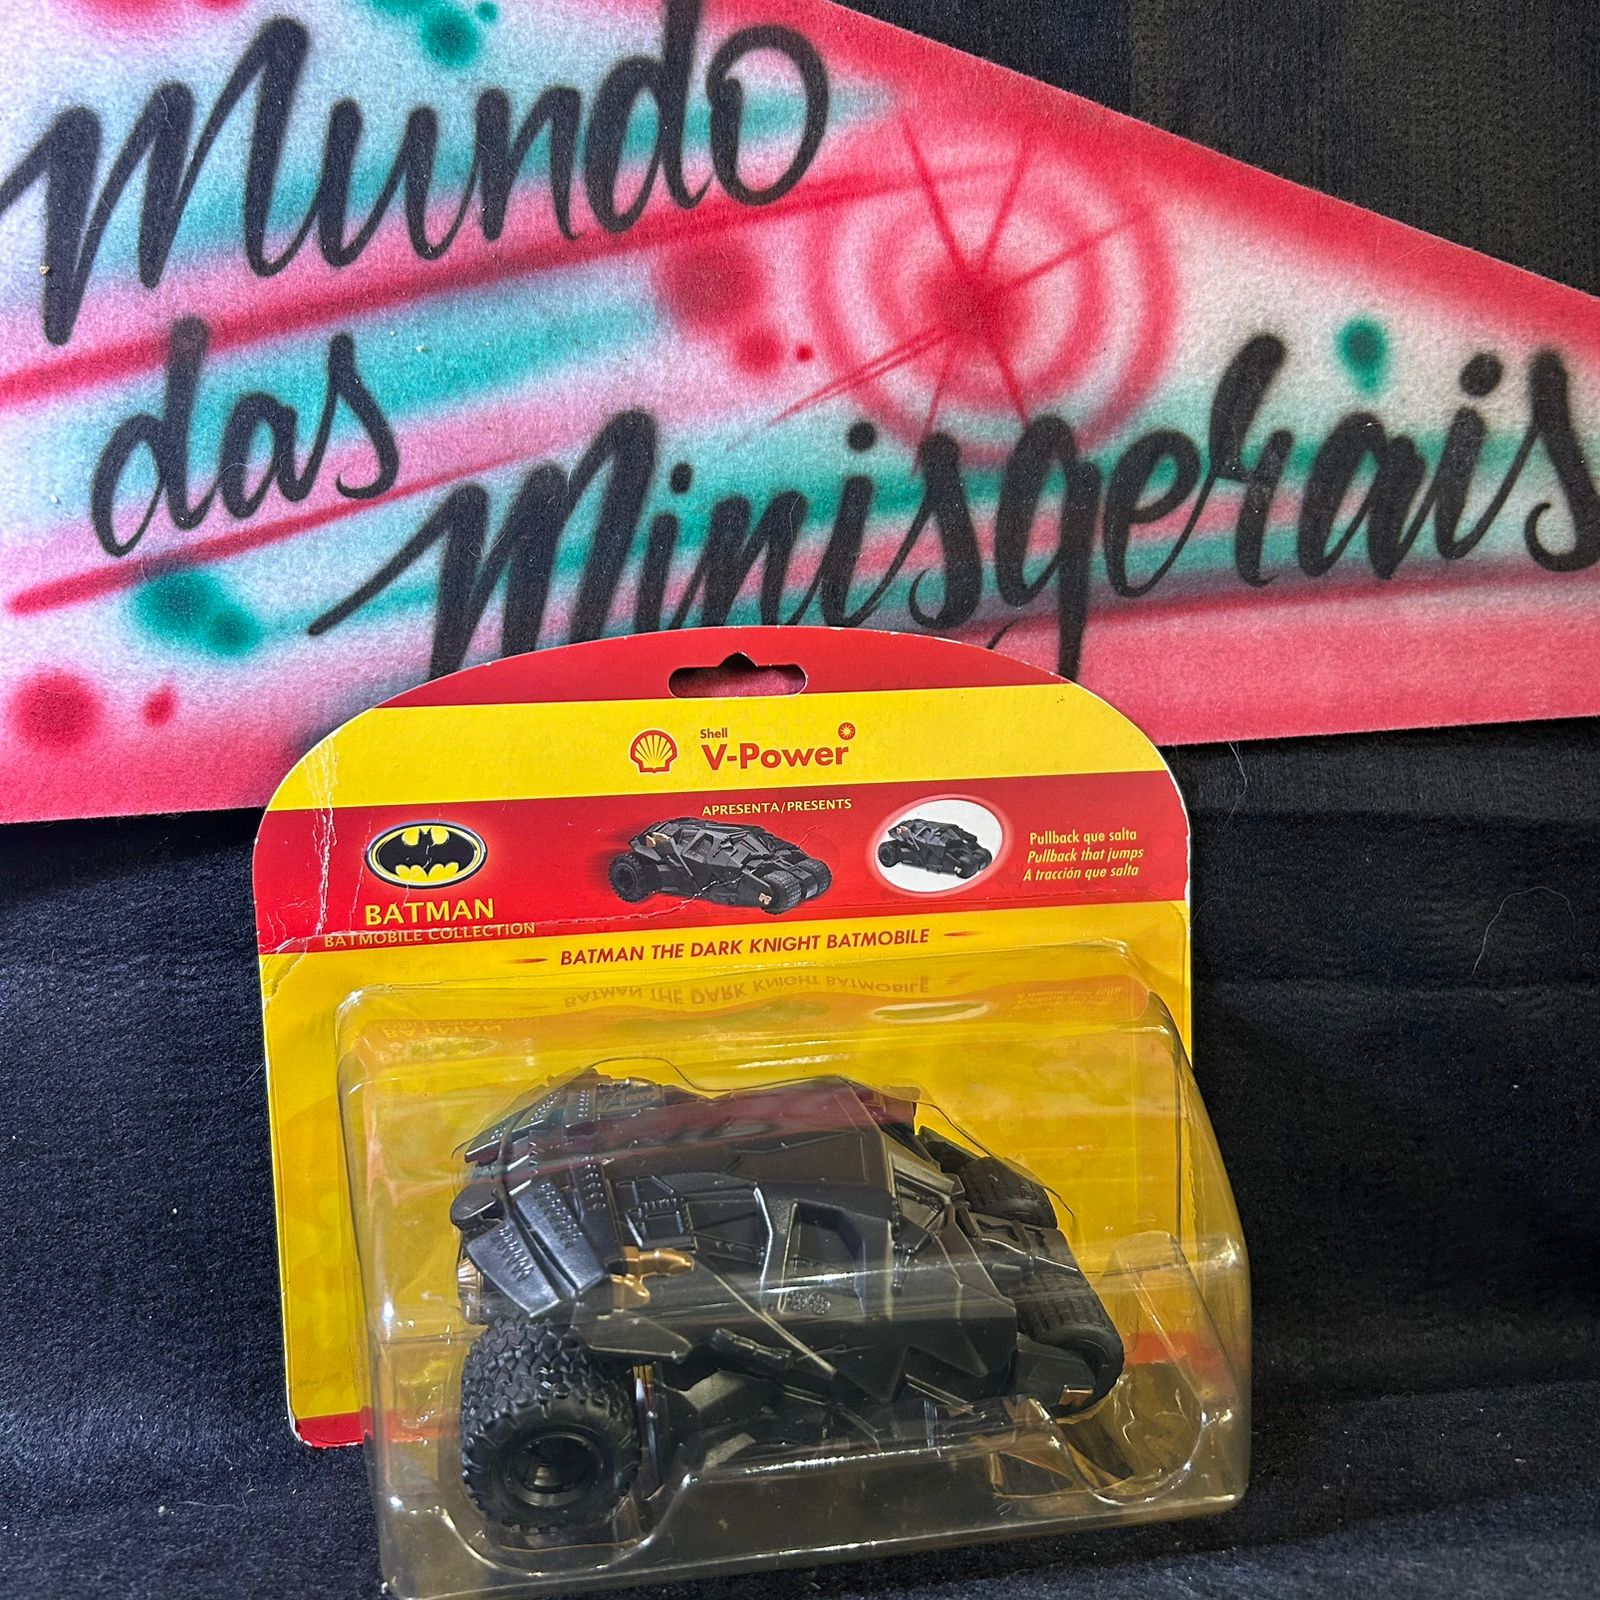 Mundo
das
Minisgerais
Shell
V-Power
APRESENTA/PRESENTS
Pullback que salta
Pullback that jumps
A tracción que salta
BATMAN
BATMOBILE COLLECTION
BATMAN THE DARK KNIGHT BATMOBILE